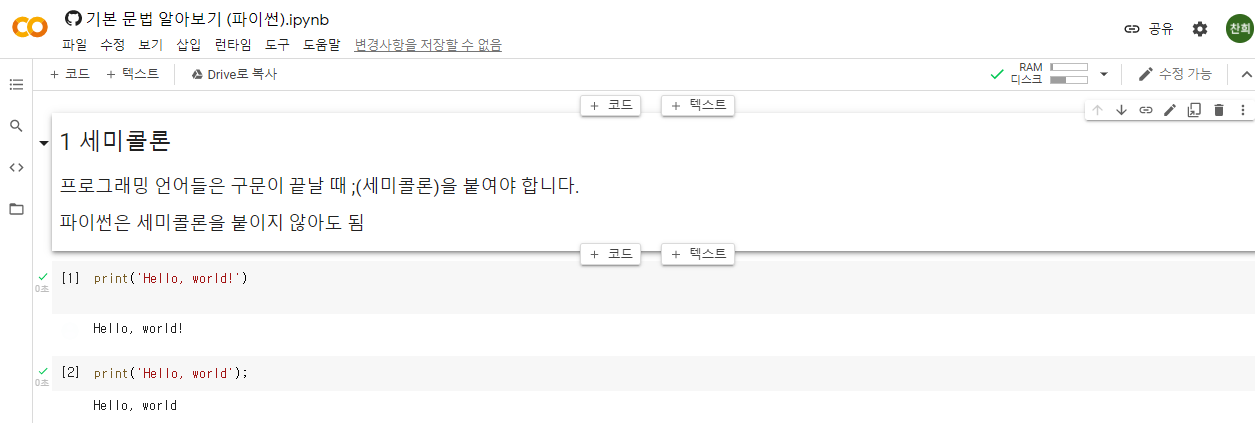 기본 문법 알아보기 (파이썬).ipynb
파일 수정 보기 삽입 런타임 도구 도움말 변경사항을 저장할 수 없음
공유
찬희
+ 코드 + 텍스트 Drive로 복사
RAM
디스크
수정 가능
+ 코드 + 텍스트
1 세미콜론
프로그래밍 언어들은 구문이 끝날 때 ;(세미콜론)을 붙여야 합니다.
파이썬은 세미콜론을 붙이지 않아도 됨
+ 코드 + 텍스트
[1] print('Hello, world!')
0초
Hello, world!
[2] print('Hello, world');
0초
Hello, world